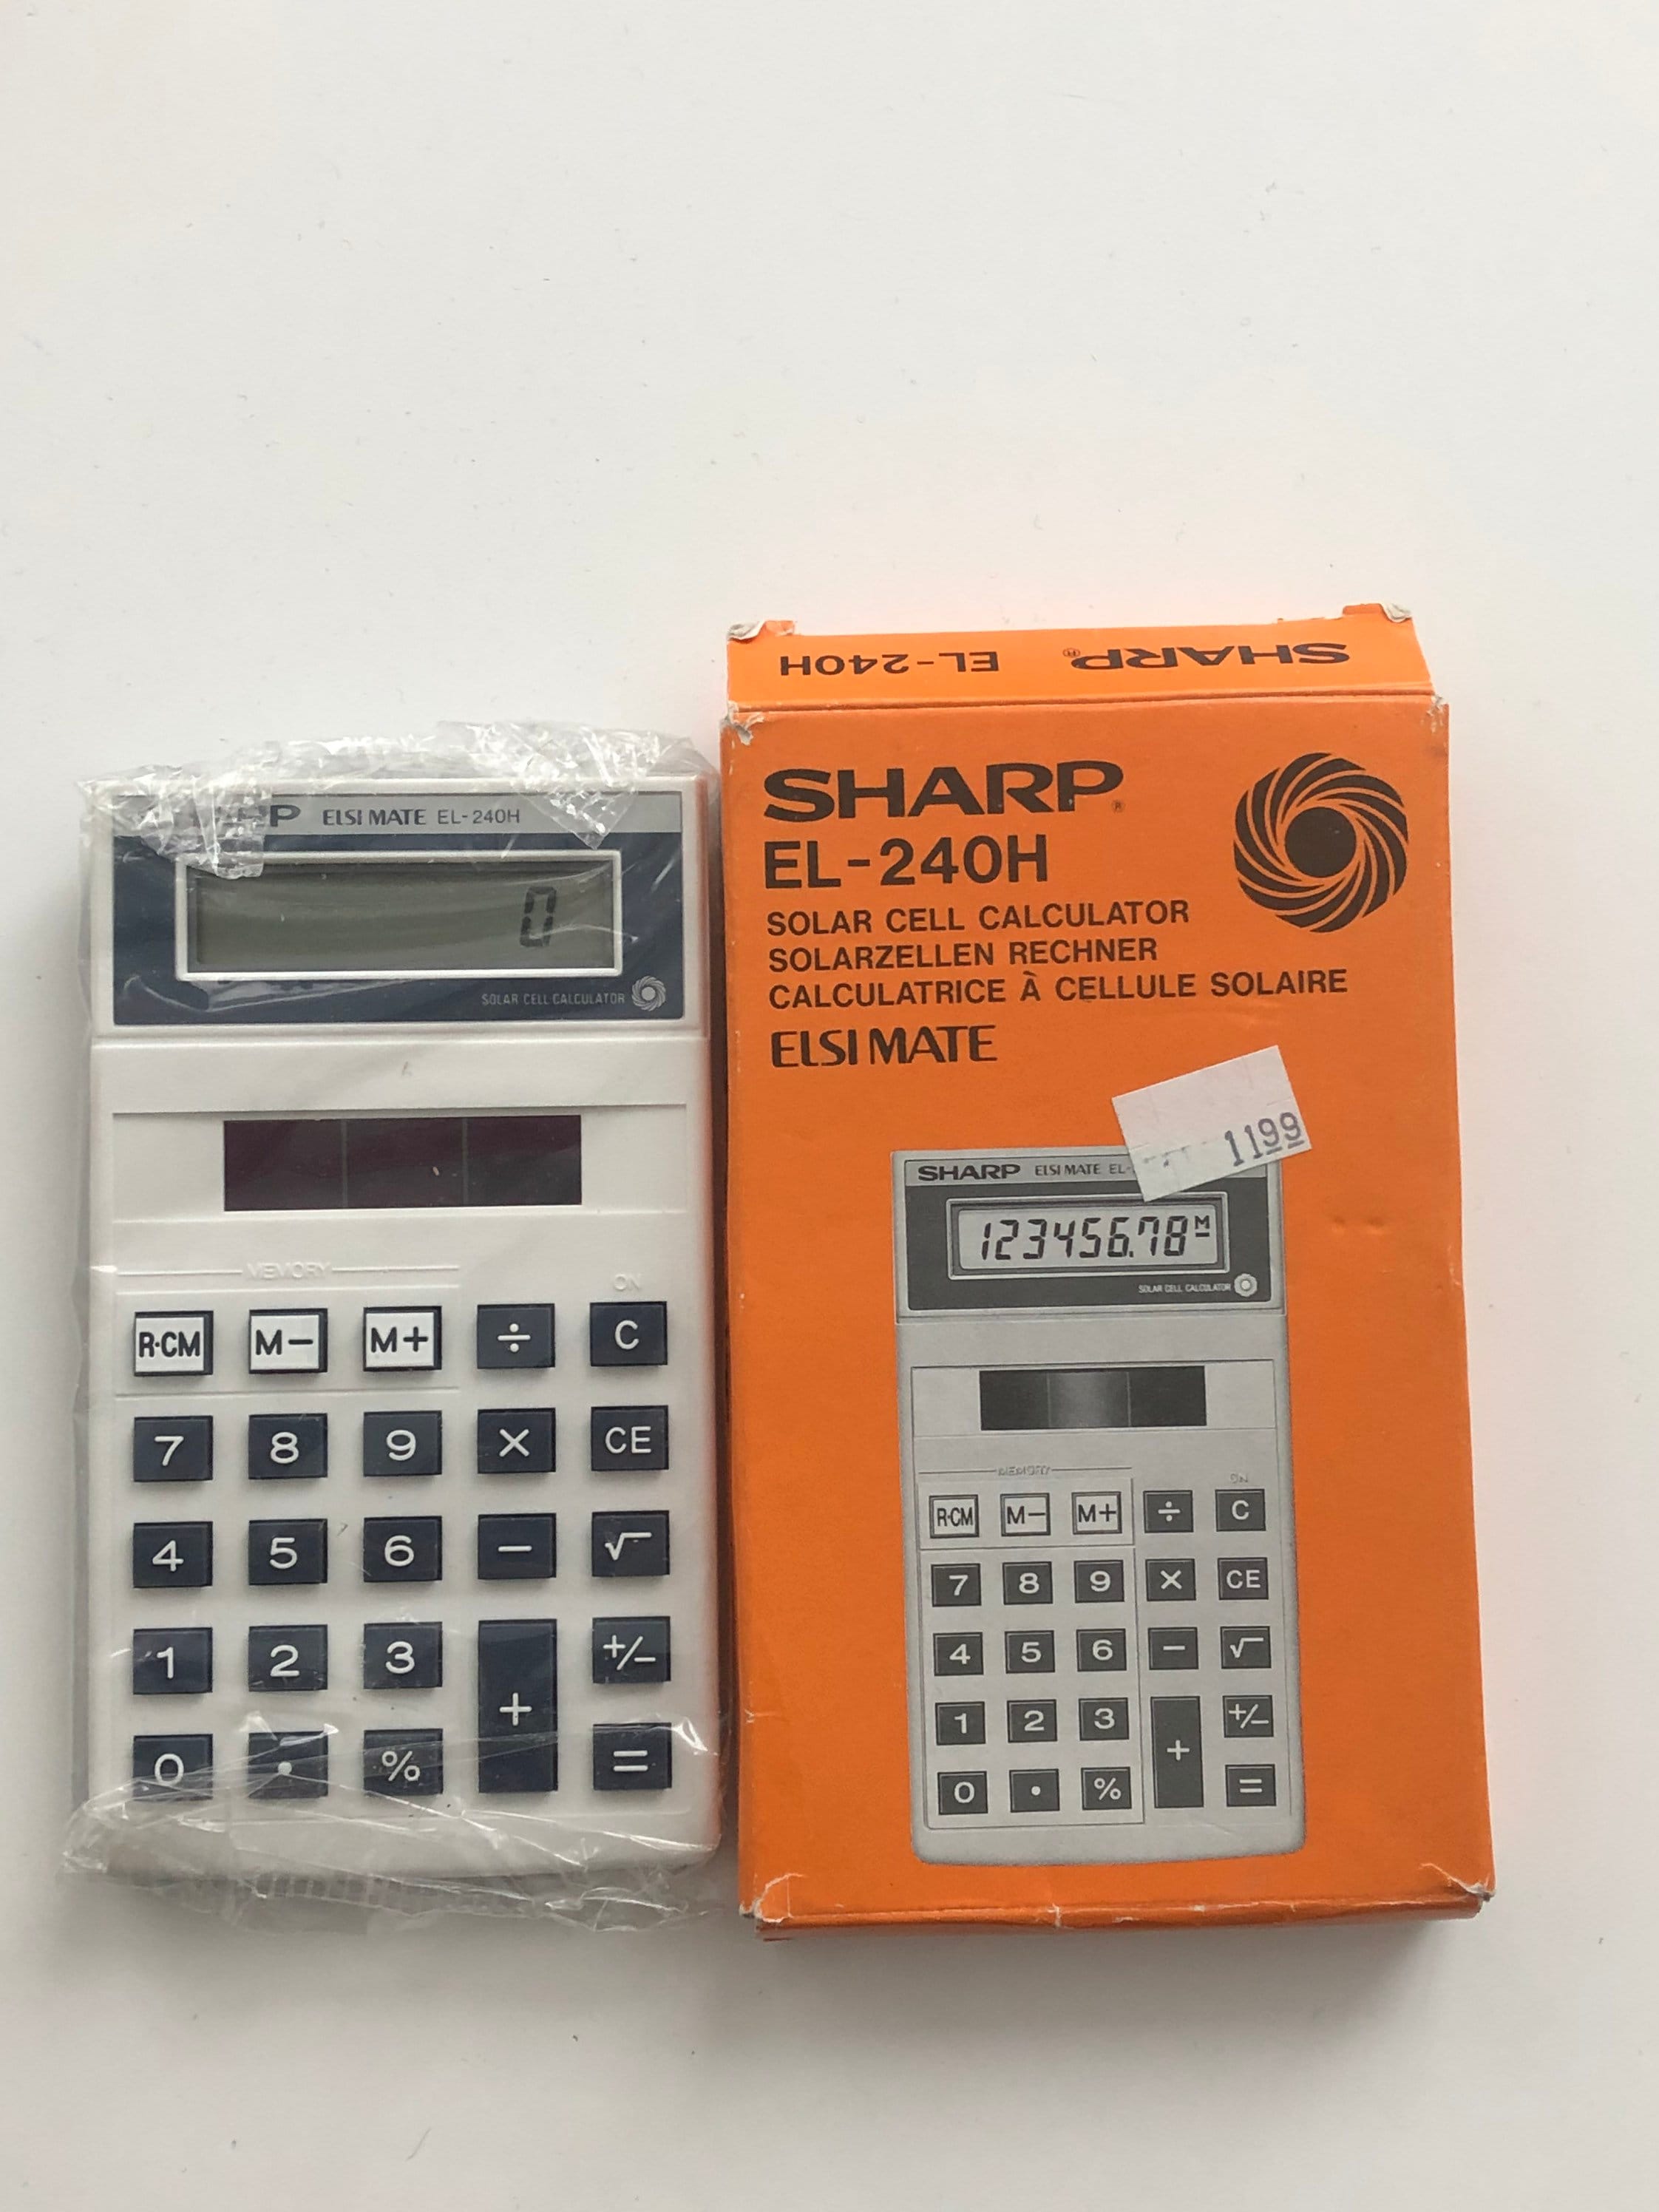 SHARP ELSI MATE EL-240H
0
SOLAR CELL CALCULATOR
MEMORY
ON
R·CM M− M+ ÷ C
7 8 9 × CE
4 5 6 − √
1 2 3 + +/−
0 . % =
SHARP® EL-240H
SHARP®
EL-240H
SOLAR CELL CALCULATOR
SOLARZELLEN RECHNER
CALCULATRICE À CELLULE SOLAIRE
ELSI MATE
1199
SHARP ELSI MATE EL-
123456.78 M −
SOLAR CELL CALCULATOR
MEMORY
ON
R·CM M− M+ ÷ C
7 8 9 × CE
4 5 6 − √
1 2 3 + +/−
0 . % =